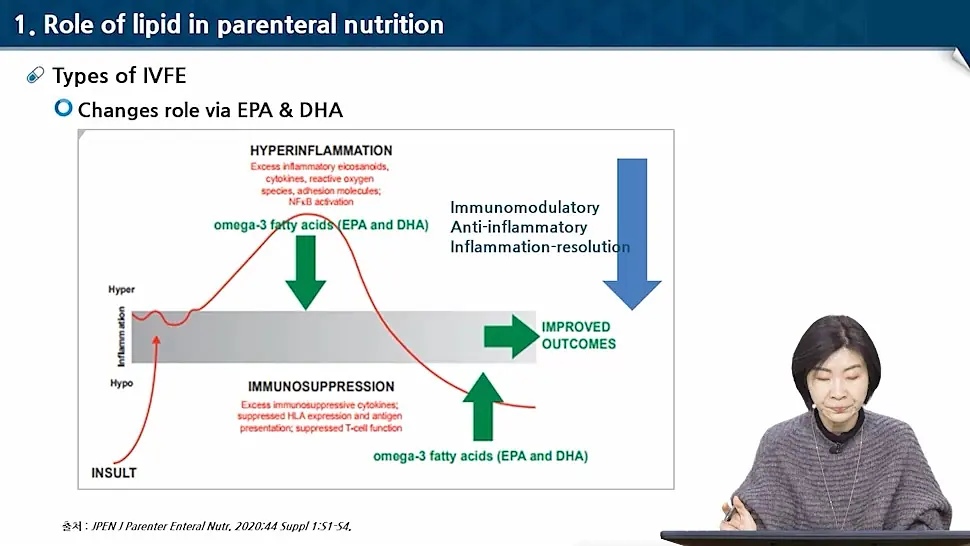 1. Role of lipid in parenteral nutrition
Types of IVFE
Changes role via EPA & DHA
HYPERINFLAMMATION
Excess inflammatory eicosanoids,
cytokines, reactive oxygen
species, adhesion molecules;
NFκB activation
omega-3 fatty acids (EPA and DHA)
Immunomodulatory
Anti-inflammatory
Inflammation-resolution
Hyper
Inflammation
Hypo
IMPROVED
OUTCOMES
IMMUNOSUPPRESSION
Excess immunosuppressive cytokines;
suppressed HLA expression and antigen
presentation; suppressed T-cell function
omega-3 fatty acids (EPA and DHA)
INSULT
출처 : JPEN J Parenter Enteral Nutr. 2020;44 Suppl 1:S1-S4.